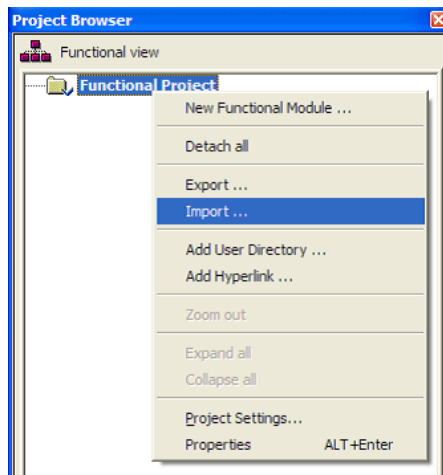 Project Browser
Functional view
Functional Project
New Functional Module ...
Detach all
Export ...
Import ...
Add User Directory ...
Add Hyperlink ...
Zoom out
Expand all
Collapse all
Project Settings...
Properties ALT+Enter